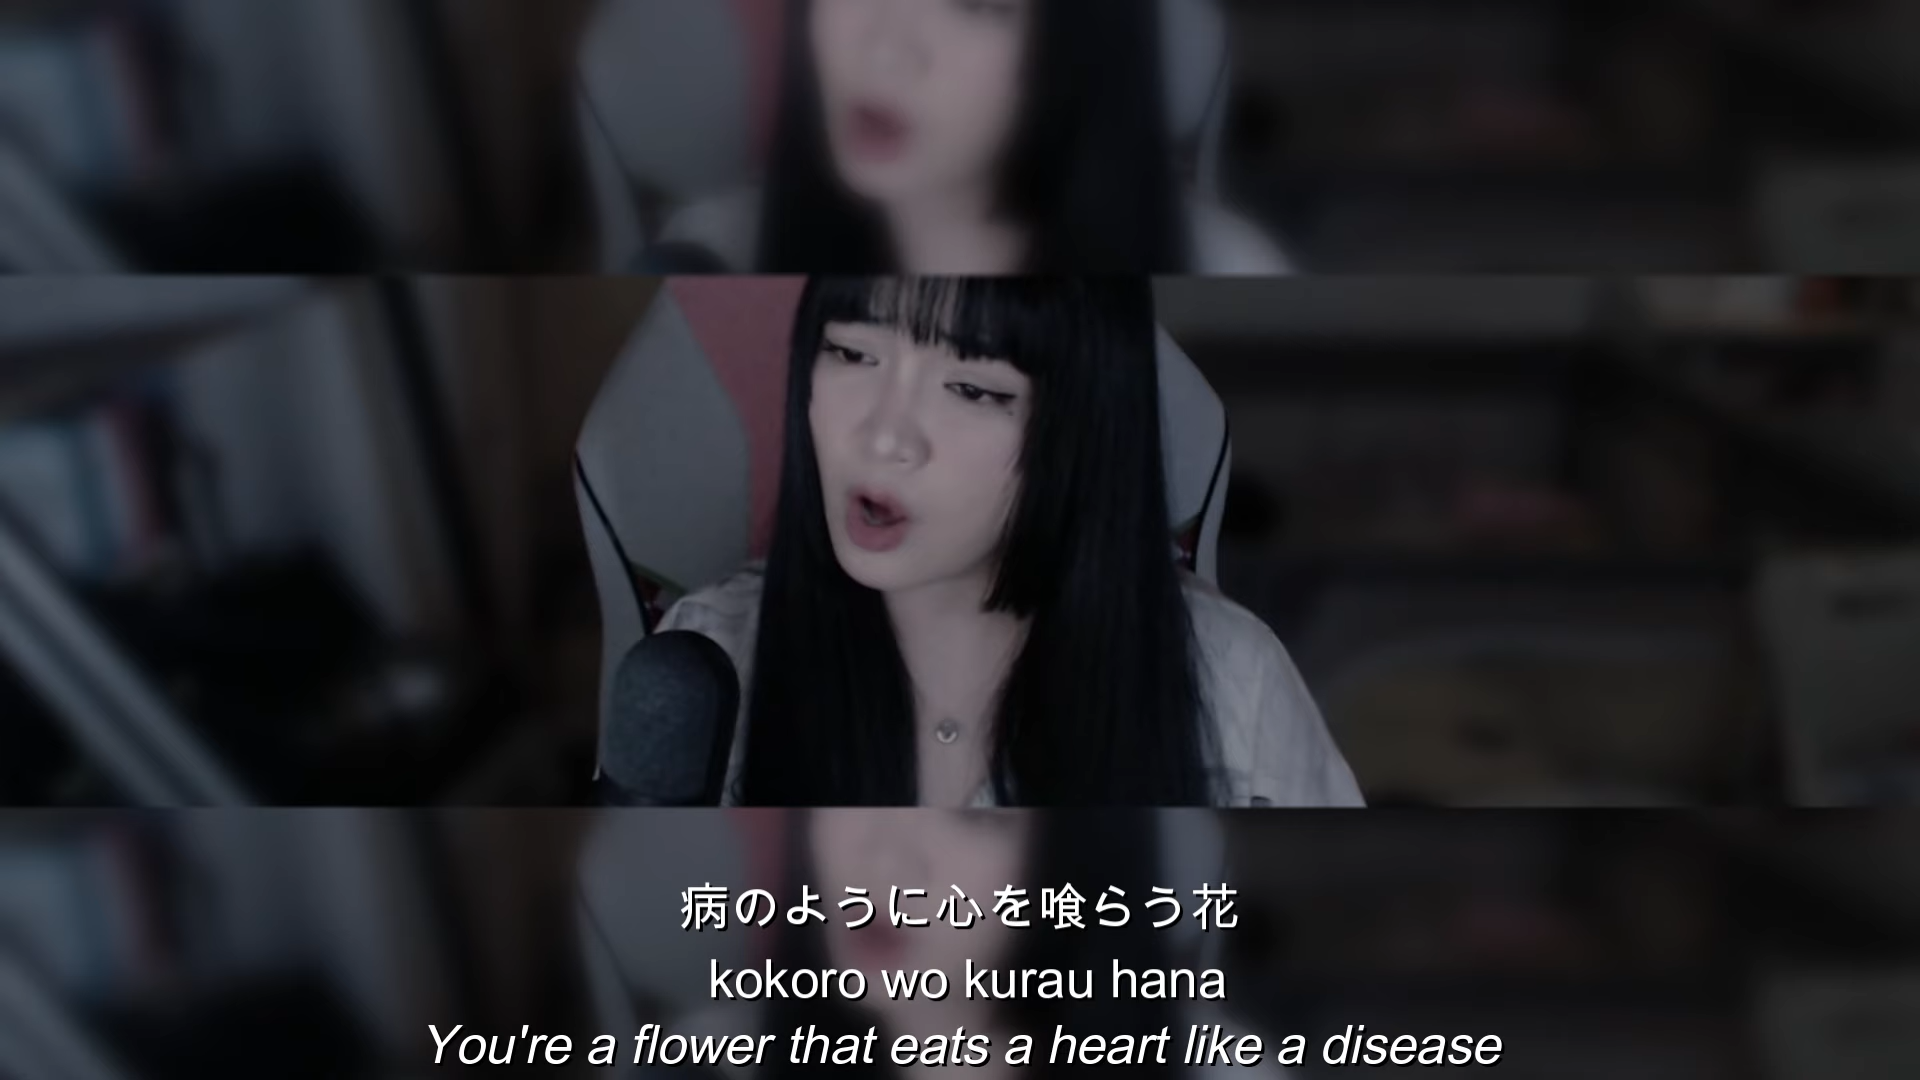 病のように心を喰らう花
kokoro wo kurau hana
You're a flower that eats a heart like a disease